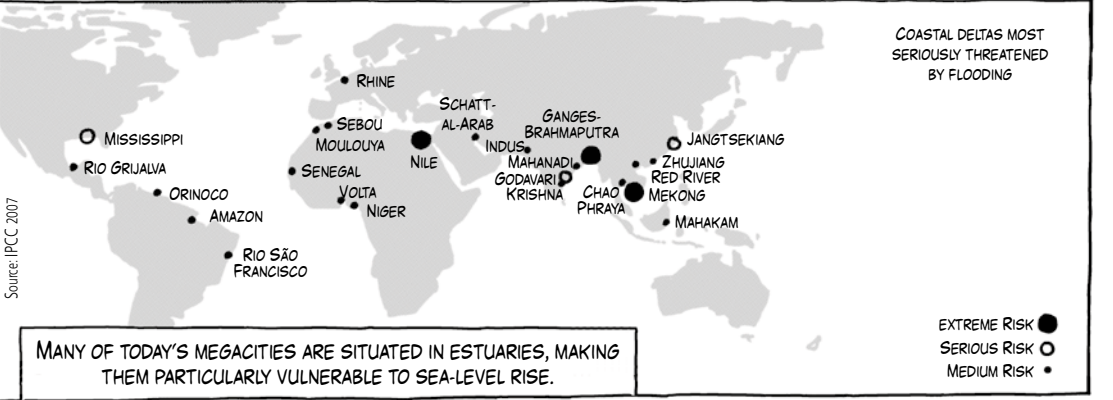 COASTAL DELTAS MOST
SERIOUSLY THREATENED
BY FLOODING
RHINE
SCHATT-
AL-ARAB
GANGES-
BRAHMAPUTRA
SEBOU
MOULOUYA
NILE
INDUS
JANGTSEKIANG
MISSISSIPPI
MAHANADI
ZHUJIANG
RIO GRIJALVA
SENEGAL
GODAVARI
RED RIVER
KRISHNA
CHAO
PHRAYA
MEKONG
ORINOCO
VOLTA
NIGER
AMAZON
MAHAKAM
RIO SÃO
FRANCISCO
Source: IPCC 2007
EXTREME RISK
SERIOUS RISK
MEDIUM RISK
MANY OF TODAY'S MEGACITIES ARE SITUATED IN ESTUARIES, MAKING
THEM PARTICULARLY VULNERABLE TO SEA-LEVEL RISE.